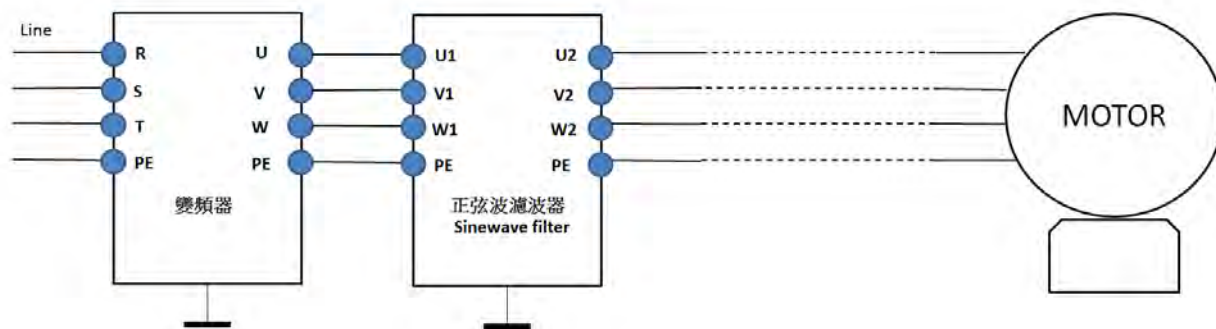 Line
R
S
T
PE
U
V
W
PE
變頻器
U1
V1
W1
PE
U2
V2
W2
PE
正弦波濾波器
Sinewave filter
MOTOR